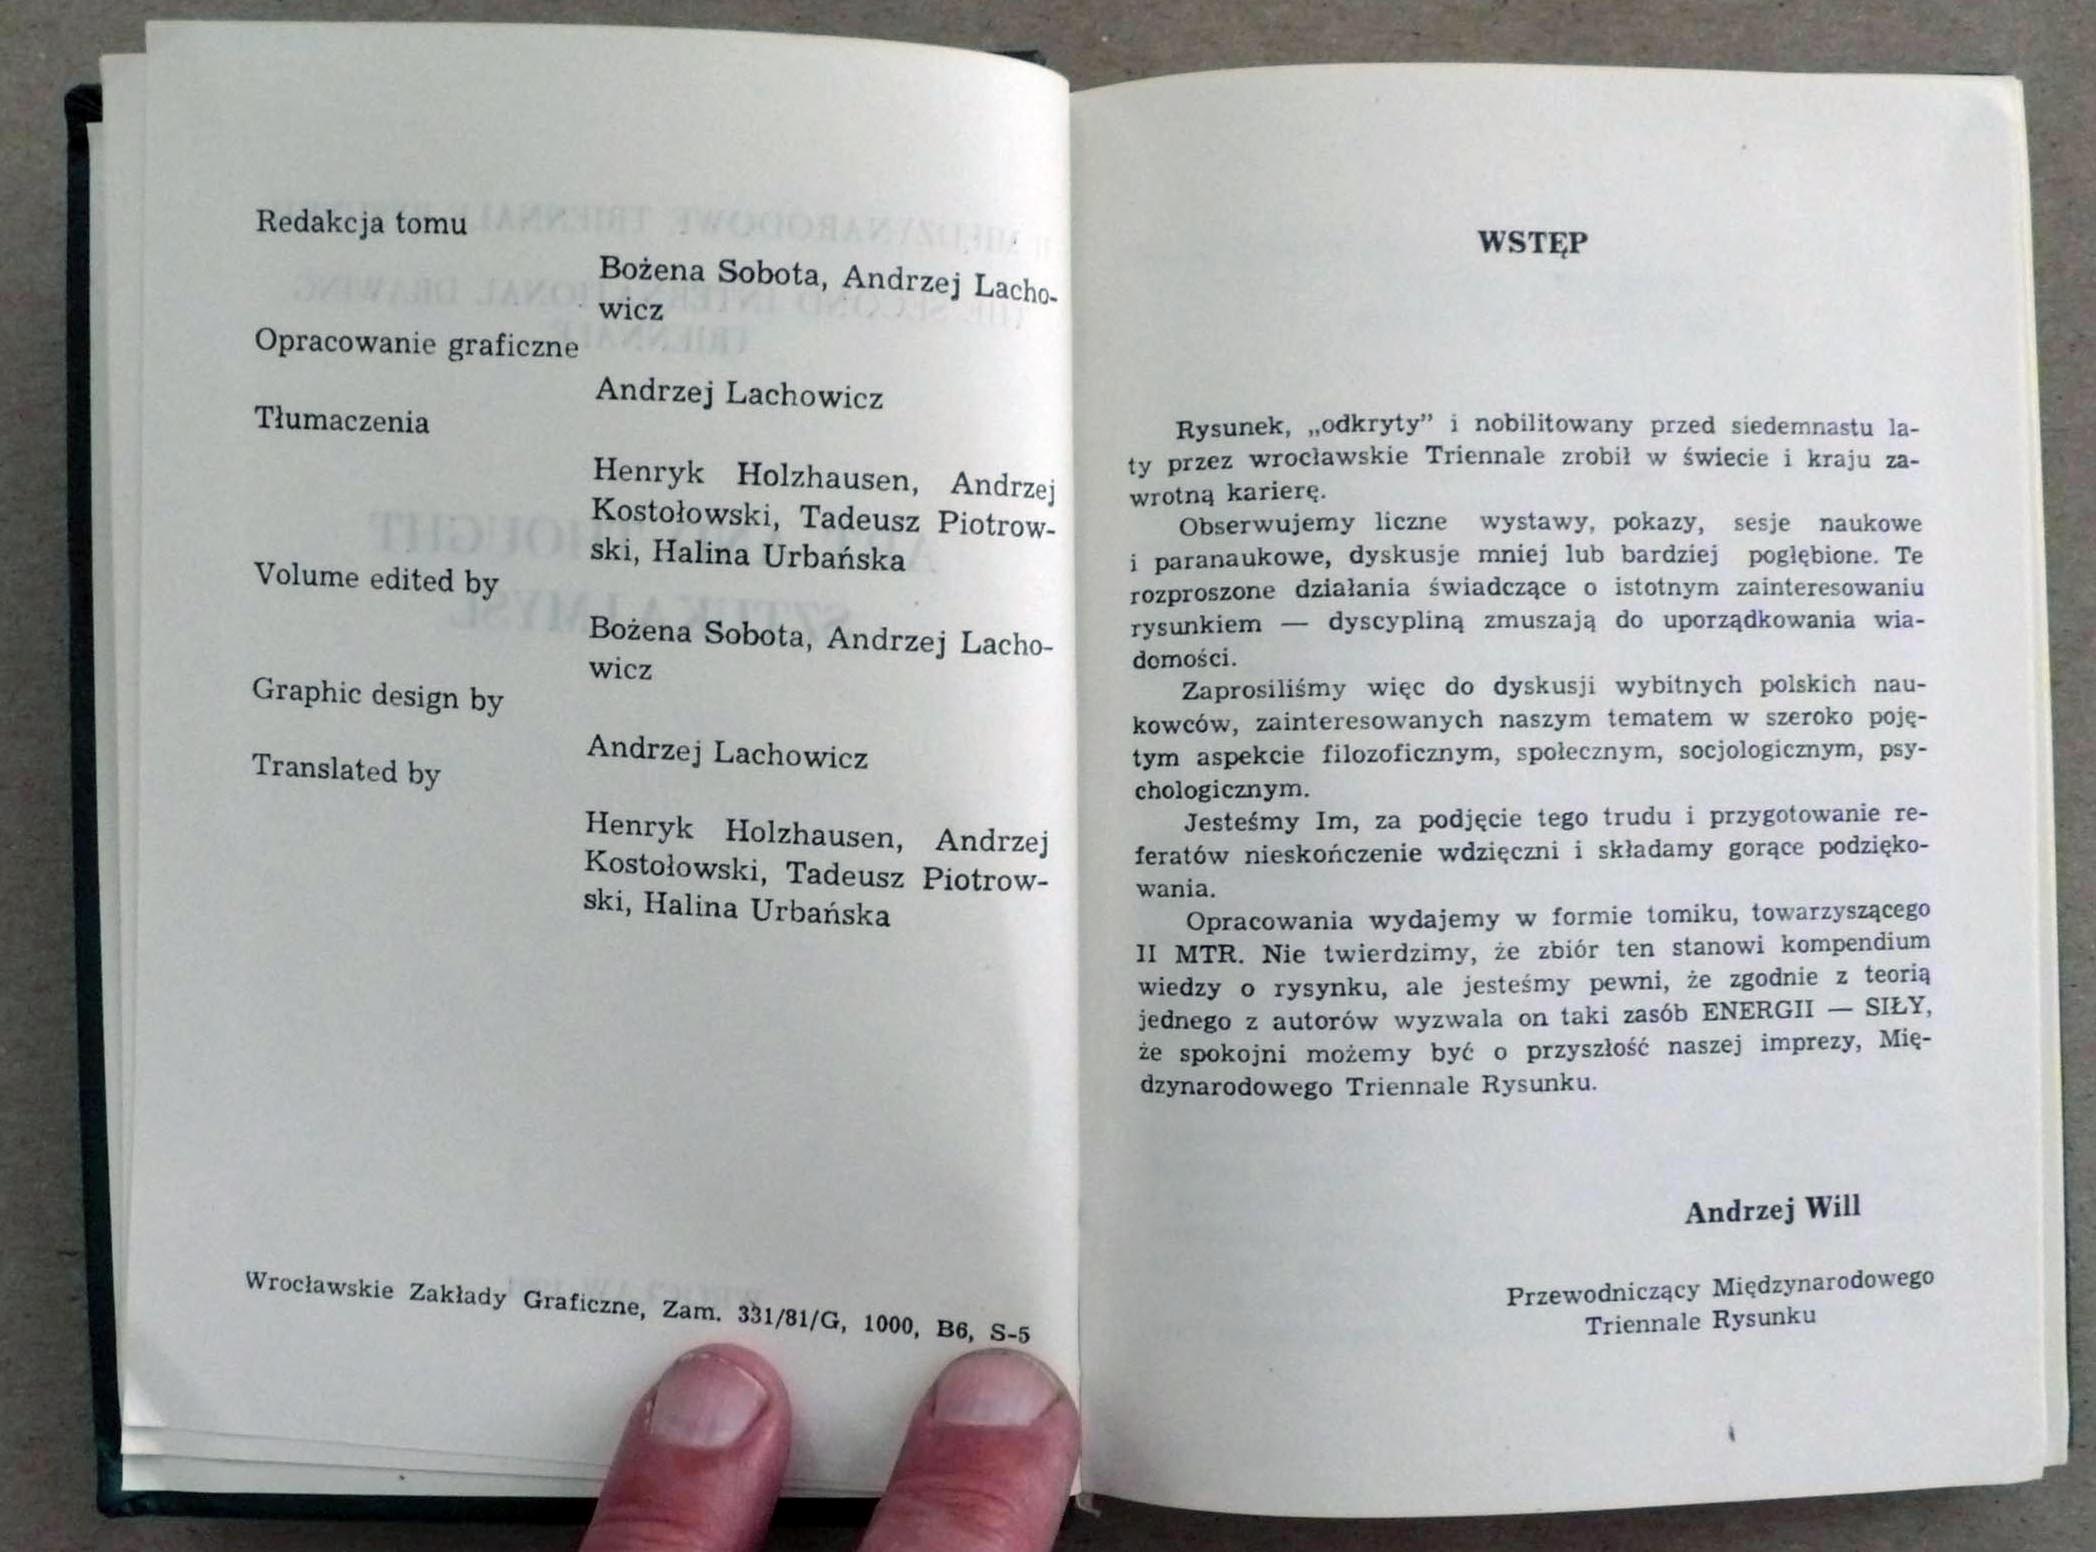 Redakcja tomu
Bożena Sobota, Andrzej Lacho-
wicz
Opracowanie graficzne
Andrzej Lachowicz
Tłumaczenia
Henryk Holzhausen, Andrzej
Kostołowski, Tadeusz Piotrow-
ski, Halina Urbańska
Volume edited by
Bożena Sobota, Andrzej Lacho-
wicz
Graphic design by
Andrzej Lachowicz
Translated by
Henryk Holzhausen, Andrzej
Kostołowski, Tadeusz Piotrow-
ski, Halina Urbańska
Wrocławskie Zakłady Graficzne, Zam. 331/81/G, 1000, B6, S-5
WSTĘP
Rysunek, „odkryty” i nobilitowany przed siedemnastu la-
ty przez wrocławskie Triennale zrobił w świecie i kraju za-
wrotną karierę.
Obserwujemy liczne wystawy, pokazy, sesje naukowe
i paranaukowe, dyskusje mniej lub bardziej pogłębione. Te
rozproszone działania świadczące o istotnym zainteresowaniu
rysunkiem — dyscypliną zmuszają do uporządkowania wia-
domości.
Zaprosiliśmy więc do dyskusji wybitnych polskich nau-
kowców, zainteresowanych naszym tematem w szeroko poję-
tym aspekcie filozoficznym, społecznym, socjologicznym, psy-
chologicznym.
Jesteśmy Im, za podjęcie tego trudu i przygotowanie re-
feratów nieskończenie wdzięczni i składamy gorące podzięko-
wania.
Opracowania wydajemy w formie tomiku, towarzyszącego
II MTR. Nie twierdzimy, że zbiór ten stanowi kompendium
wiedzy o rysynku, ale jesteśmy pewni, że zgodnie z teorią
jednego z autorów wyzwala on taki zasób ENERGII — SIŁY,
że spokojni możemy być o przyszłość naszej imprezy, Mię-
dzynarodowego Triennale Rysunku.
Andrzej Will
Przewodniczący Międzynarodowego
Triennale Rysunku